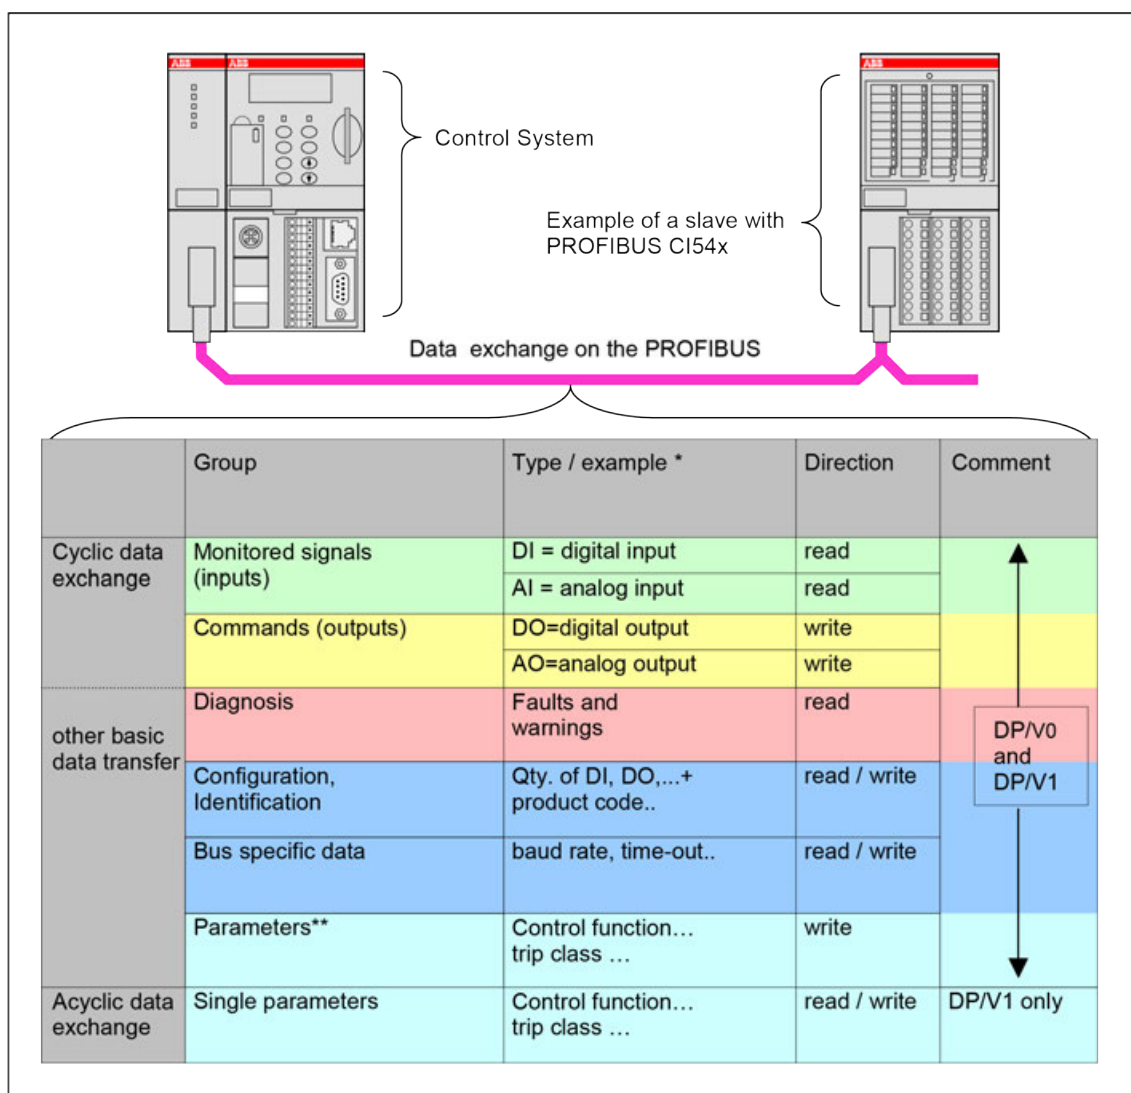 ABB ABB
ABB
Control System
Example of a slave with
PROFIBUS CI54x
Data exchange on the PROFIBUS
Group
Type / example *
Direction
Comment
Cyclic data
exchange
Monitored signals
(inputs)
DI = digital input
read
AI = analog input
read
Commands (outputs)
DO=digital output
write
AO=analog output
write
other basic
data transfer
Diagnosis
Faults and
warnings
read
DP/V0
and
DP/V1
Configuration,
Identification
Qty. of DI, DO,...+
product code..
read / write
Bus specific data
baud rate, time-out..
read / write
Parameters**
Control function…
trip class …
write
Acyclic data
exchange
Single parameters
Control function…
trip class …
read / write
DP/V1 only